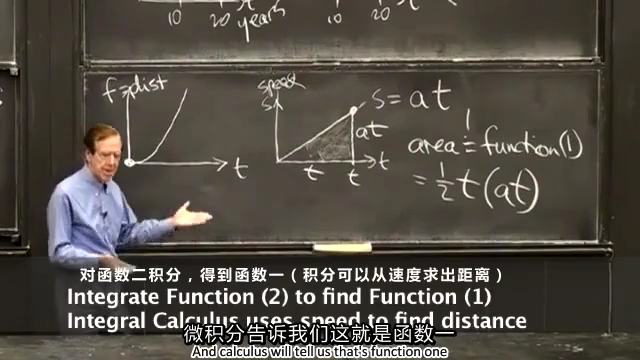 10 20
years
10 20 t
f=dist
t
speed
s
s=at
at
t t t
area = function(1)
= 1/2 t(at)
对函数二积分，得到函数一（积分可以从速度求出距离）
Integrate Function (2) to find Function (1)
Integral Calculus uses speed to find distance
微积分告诉我们这就是函数一
And calculus will tell us that's function one